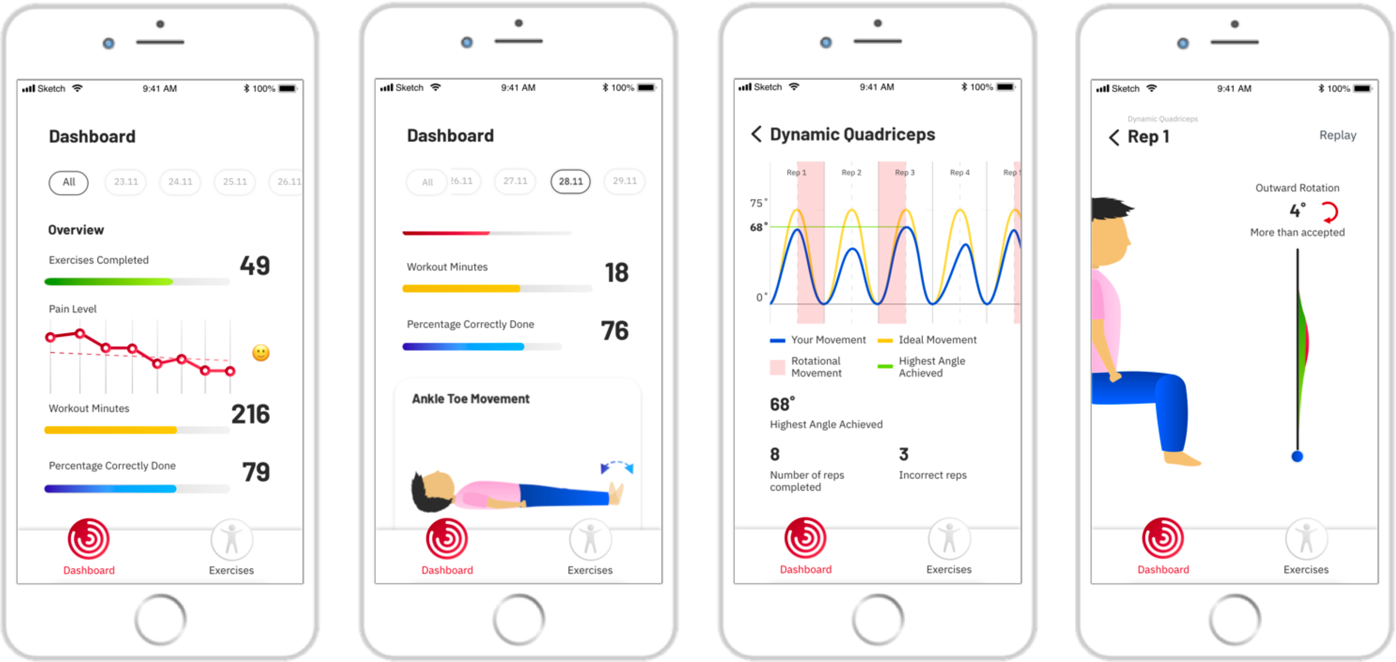 Sketch 9:41 AM 100%
Dashboard
All 23.11 24.11 25.11 26.11
Overview
Exercises Completed 49
Pain Level
Workout Minutes 216
Percentage Correctly Done 79
Dashboard Exercises
Sketch 9:41 AM 100%
Dashboard
All 26.11 27.11 28.11 29.11
Workout Minutes 18
Percentage Correctly Done 76
Ankle Toe Movement
Dashboard Exercises
Sketch 9:41 AM 100%
Dynamic Quadriceps
Rep 1 Rep 2 Rep 3 Rep 4 Rep
75°
68°
0°
Your Movement Ideal Movement
Rotational Highest Angle
Movement Achieved
68°
Highest Angle Achieved
8 3
Number of reps Incorrect reps
completed
Dashboard Exercises
Sketch 9:41 AM 100%
Dynamic Quadriceps
Rep 1 Replay
Outward Rotation
4°
More than accepted
Dashboard Exercises